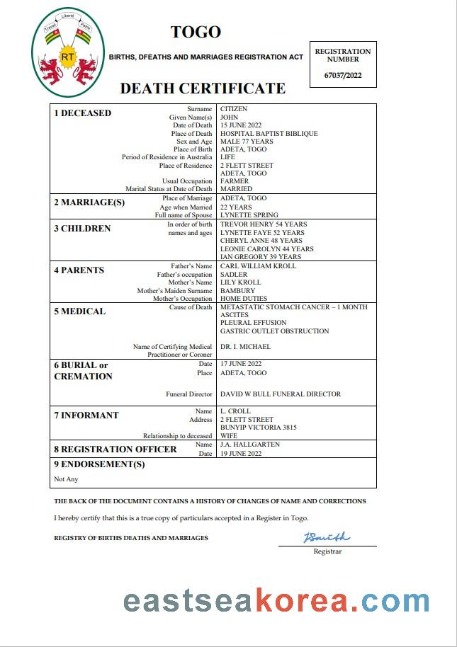 TOGO
BIRTHS, DFEATHS AND MARRIAGES REGISTRATION ACT
REGISTRATION
NUMBER
67037/2022
DEATH CERTIFICATE
1 DECEASED
Surname CITIZEN
Given Name(s) JOHN
Date of Death 15 JUNE 2022
Place of Death HOSPITAL BAPTIST BIBLIQUE
Sex and Age MALE 77 YEARS
Place of Birth ADETA, TOGO
Period of Residence in Australia LIFE
Place of Residence 2 FLETT STREET
ADETA, TOGO
Usual Occupation FARMER
Marital Status at Date of Death MARRIED
2 MARRIAGE(S)
Place of Marriage ADETA, TOGO
Age when Married 22 YEARS
Full name of Spouse LYNETTE SPRING
3 CHILDREN
In order of birth TREVOR HENRY 54 YEARS
names and ages LYNETTE FAYE 52 YEARS
CHERYL ANNE 48 YEARS
LEONIE CAROLYN 44 YEARS
IAN GREGORY 39 YEARS
4 PARENTS
Father's Name CARL WILLIAM KROLL
Father's occupation SADLER
Mother's Name LILY KROLL
Mother's Maiden Surname BAMBURY
Mother's Occupation HOME DUTIES
5 MEDICAL
Cause of Death METASTATIC STOMACH CANCER – 1 MONTH
ASCITES
PLEURAL EFFUSION
GASTRIC OUTLET OBSTRUCTION
Name of Certifying Medical DR. I. MICHAEL
Practitioner or Coroner
6 BURIAL or
CREMATION
Date 17 JUNE 2022
Place ADETA, TOGO
Funeral Director DAVID W BULL FUNERAL DIRECTOR
7 INFORMANT
Name L. CROLL
Address 2 FLETT STREET
BUNYIP VICTORIA 3815
Relationship to deceased WIFE
8 REGISTRATION OFFICER
Name J.A. HALLGARTEN
Date 19 JUNE 2022
9 ENDORSEMENT(S)
Not Any
THE BACK OF THE DOCUMENT CONTAINS A HISTORY OF CHANGES OF NAME AND CORRECTIONS
I hereby certify that this is a true copy of particulars accepted in a Register in Togo.
REGISTRY OF BIRTHS DEATHS AND MARRIAGES
Registrar
RT
eastseakorea.com